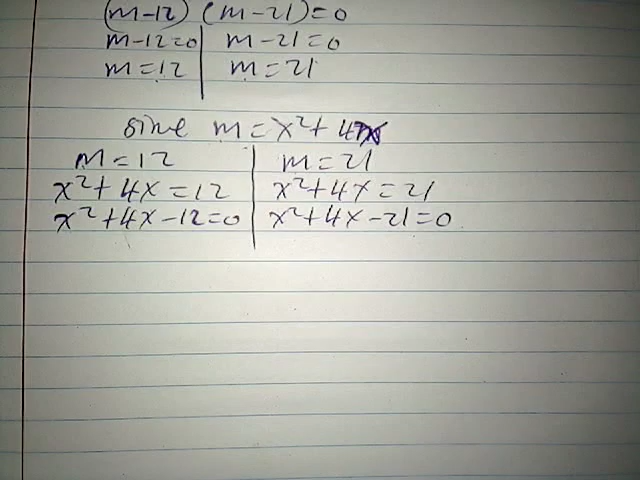 (m-12) (m-21)=0
m-12=0 | m-21=0
m=12 | m=21
sine m=x²+4x
m=12 | m=21
x²+4x=12 | x²+4x=21
x²+4x-12=0 | x²+4x-21=0